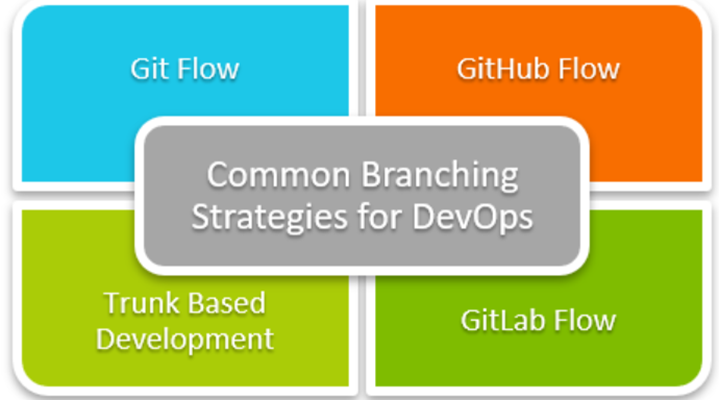 Git Flow
GitHub Flow
Common Branching
Strategies for DevOps
Trunk Based
Development
GitLab Flow